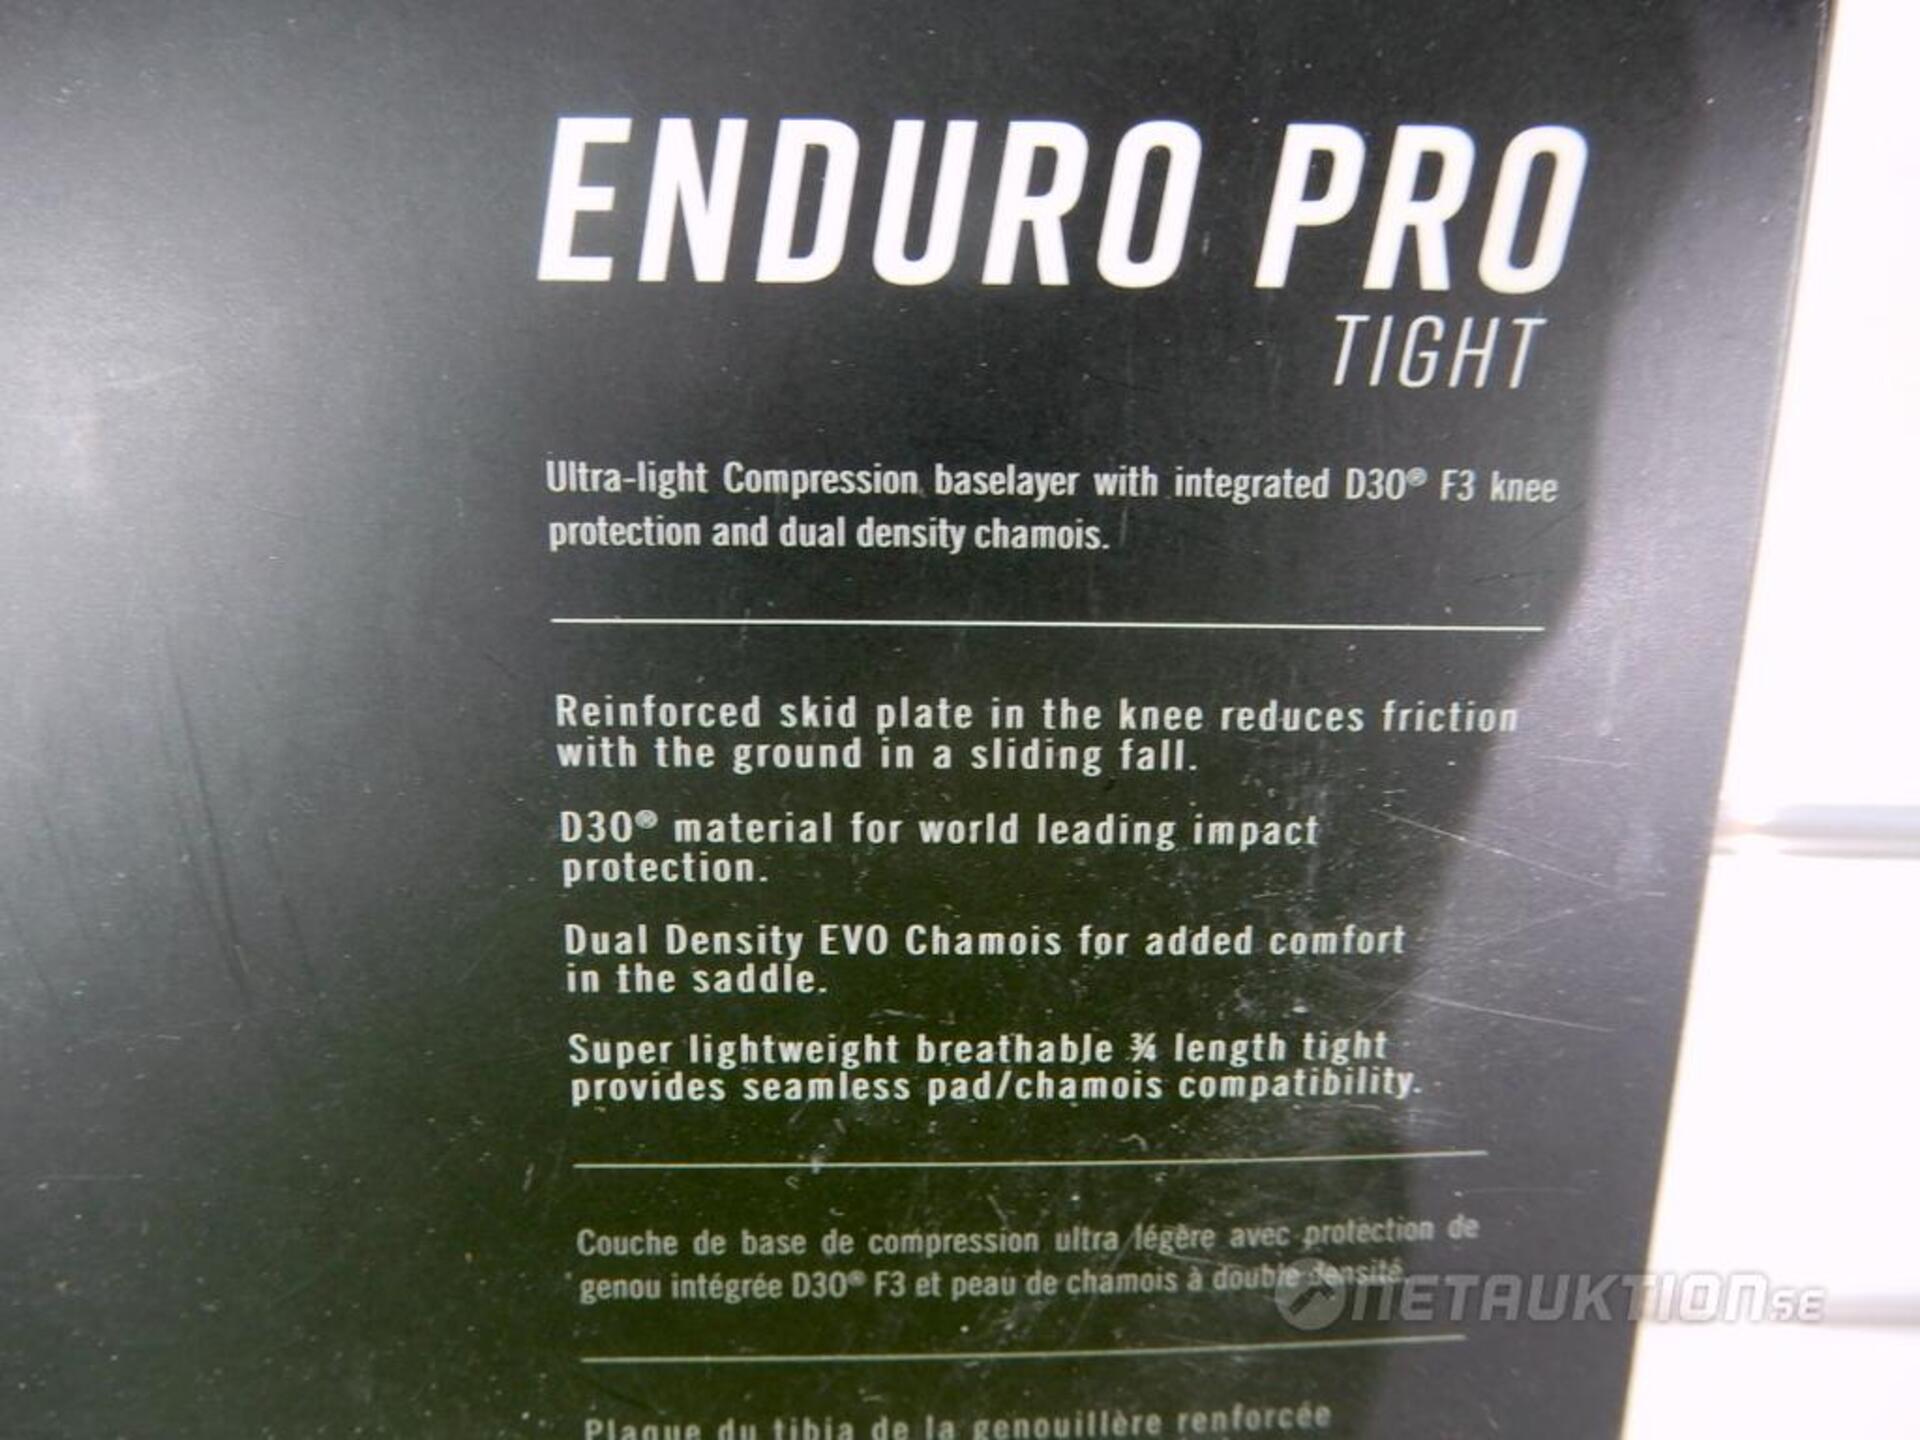 ENDURO PRO
TIGHT
Ultra-light Compression baselayer with integrated D30® F3 knee
protection and dual density chamois.
Reinforced skid plate in the knee reduces friction
with the ground in a sliding fall.
D30® material for world leading impact
protection.
Dual Density EVO Chamois for added comfort
in the saddle.
Super lightweight breathable ¾ length tight
provides seamless pad/chamois compatibility.
Couche de base de compression ultra légère avec protection de
genou intégrée D30® F3 et peau de chamois à double densité
NETAUKTION.SE
Plaque du tibia de la genouillère renforcée